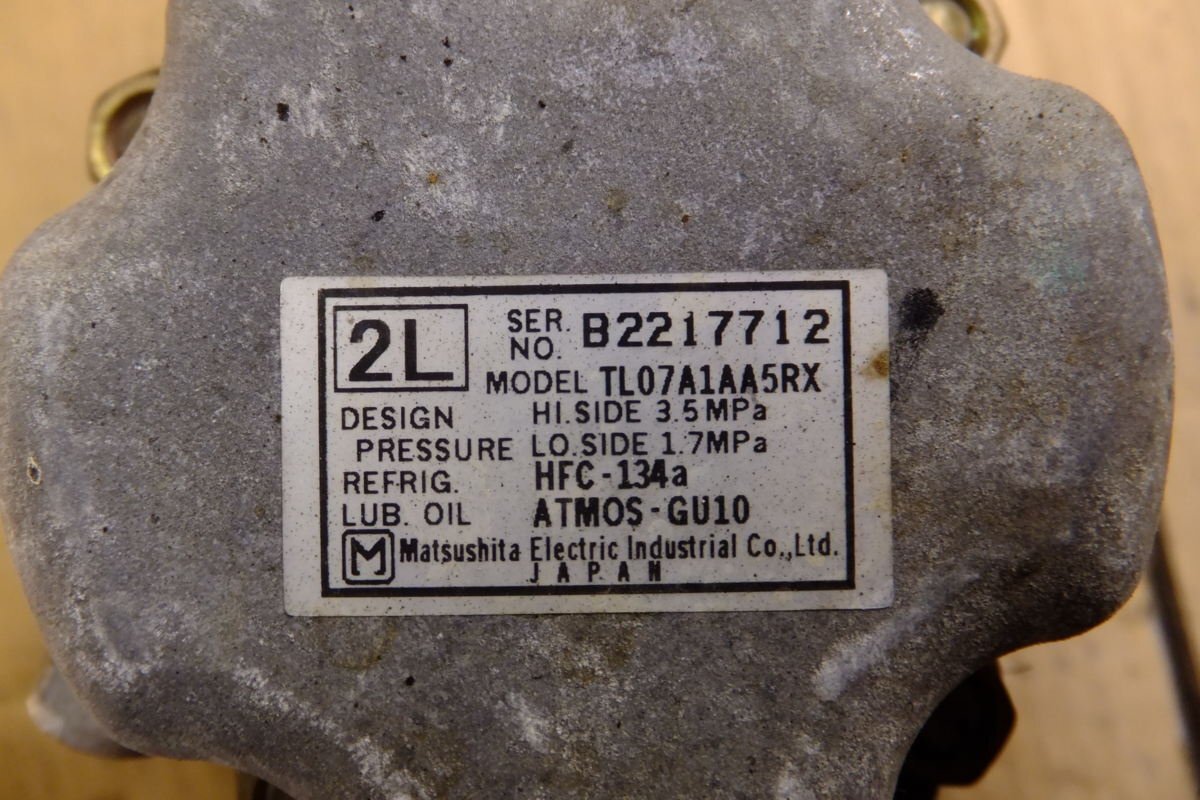 2L
SER. NO. B2217712
MODEL TL07A1AA5RX
DESIGN PRESSURE HI.SIDE 3.5MPa
LO.SIDE 1.7MPa
REFRIG. HFC-134a
LUB. OIL ATMOS-GU10
M Matsushita Electric Industrial Co.,Ltd.
JAPAN